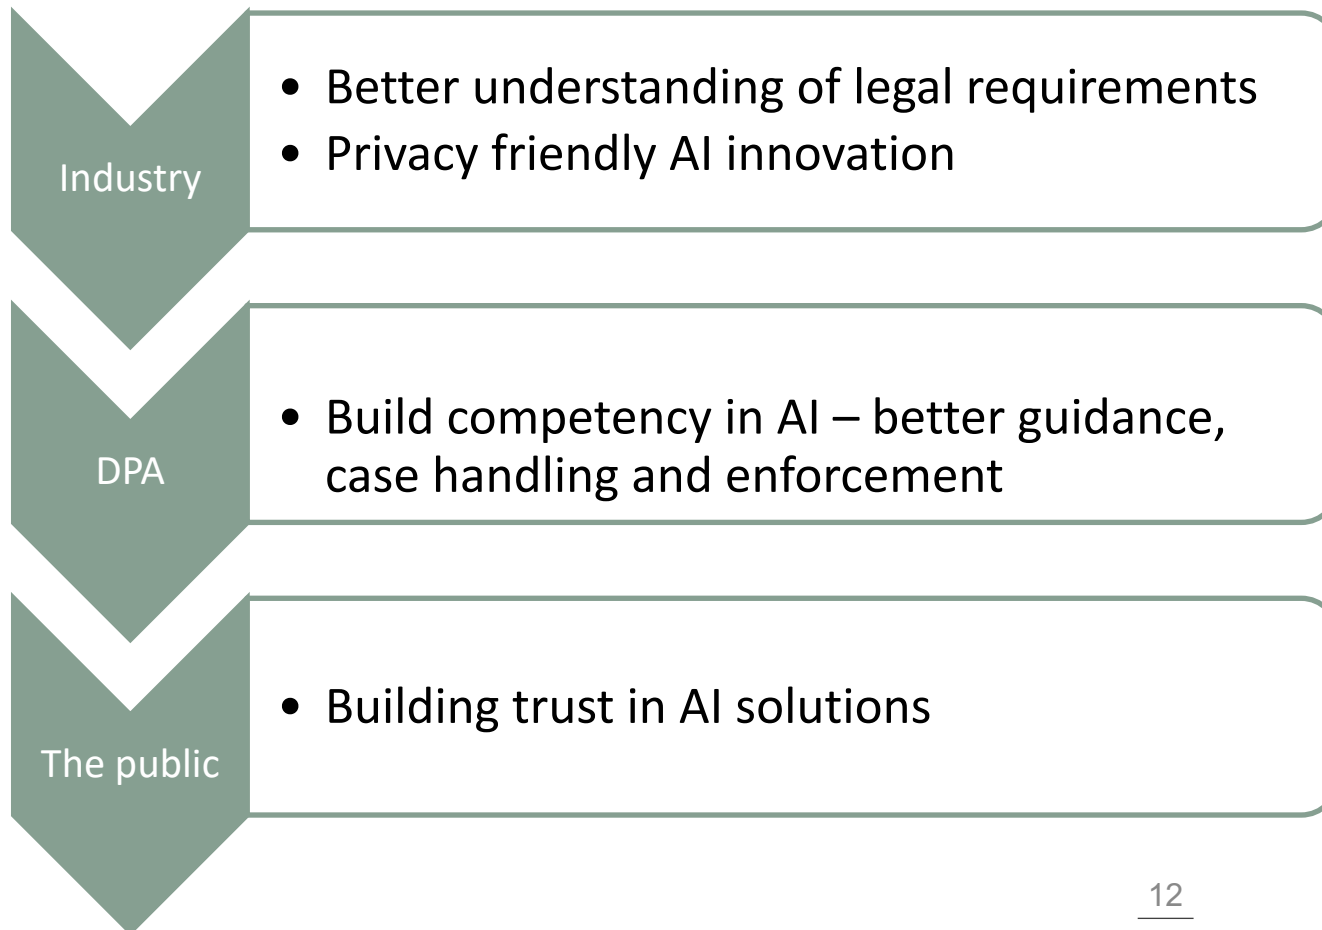 Industry
• Better understanding of legal requirements
• Privacy friendly AI innovation
DPA
• Build competency in AI – better guidance,
case handling and enforcement
The public
• Building trust in AI solutions
12